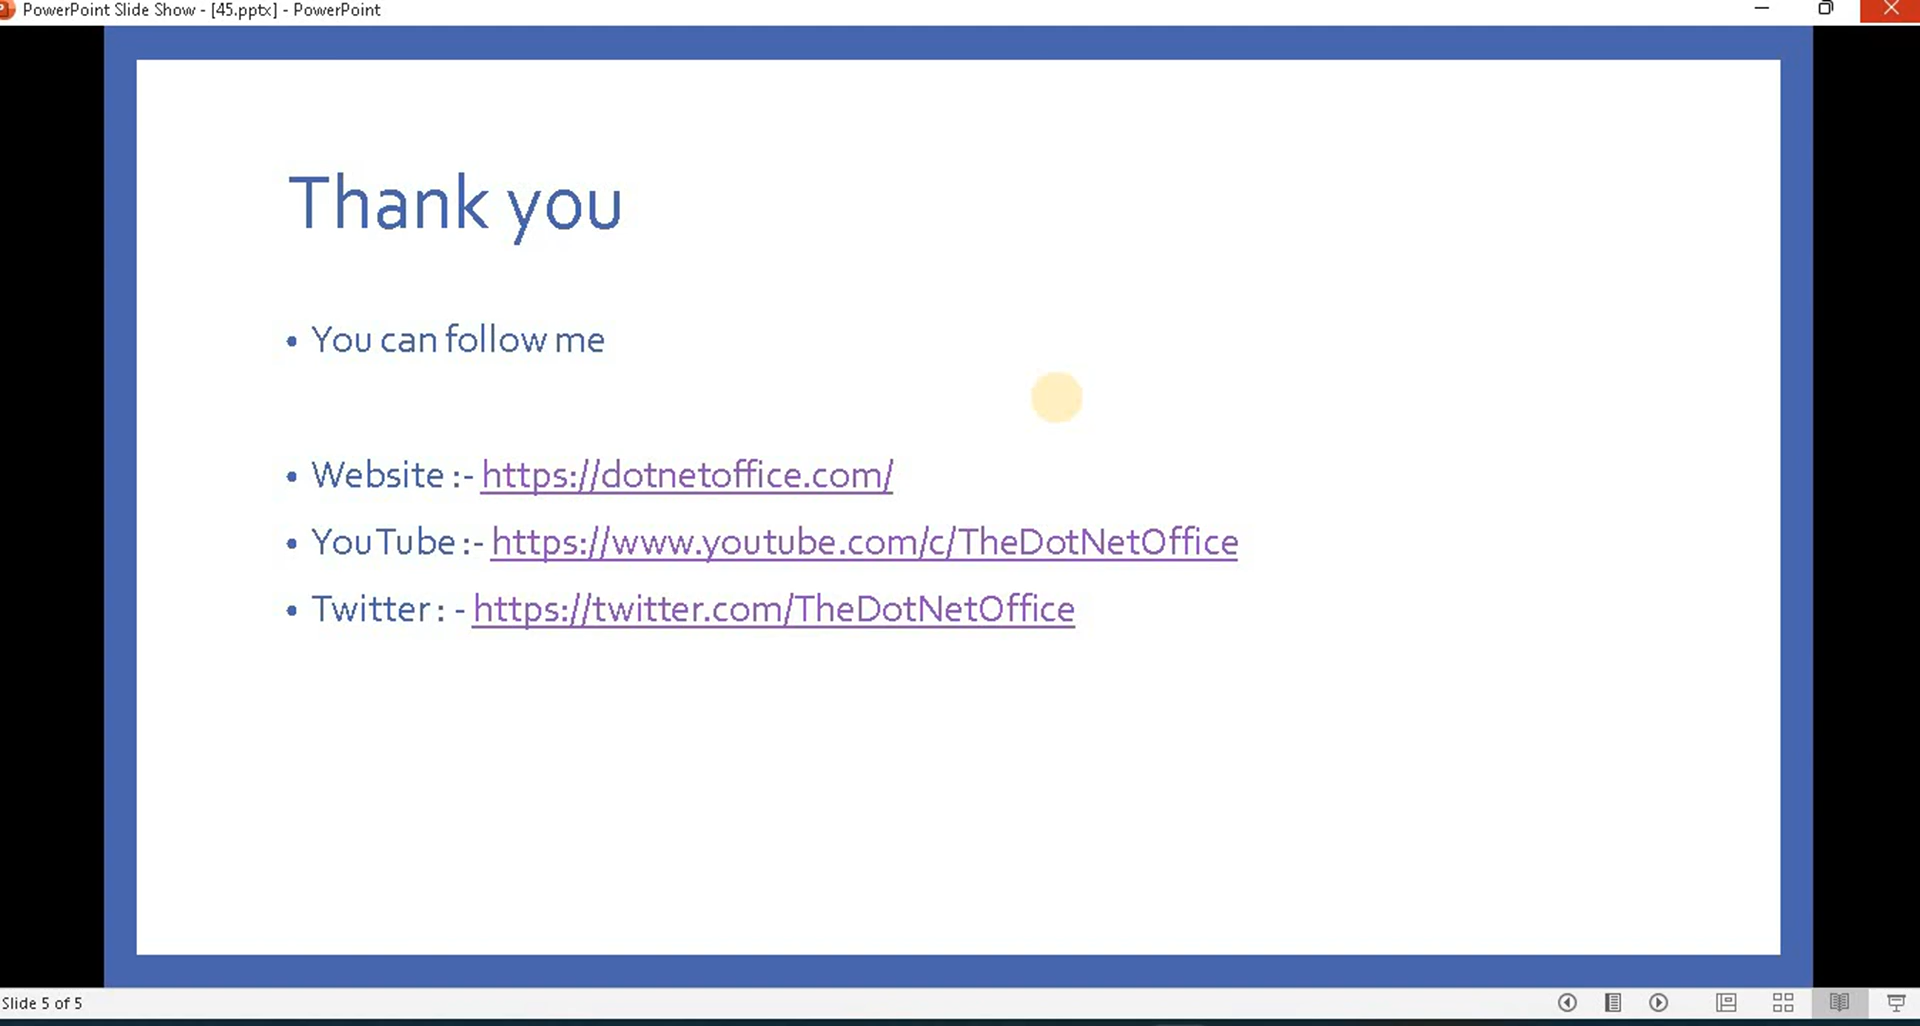 PowerPoint Slide Show - [45.pptx] - PowerPoint
Thank you
• You can follow me
• Website :- https://dotnetoffice.com/
• YouTube :- https://www.youtube.com/c/TheDotNetOffice
• Twitter : - https://twitter.com/TheDotNetOffice
Slide 5 of 5